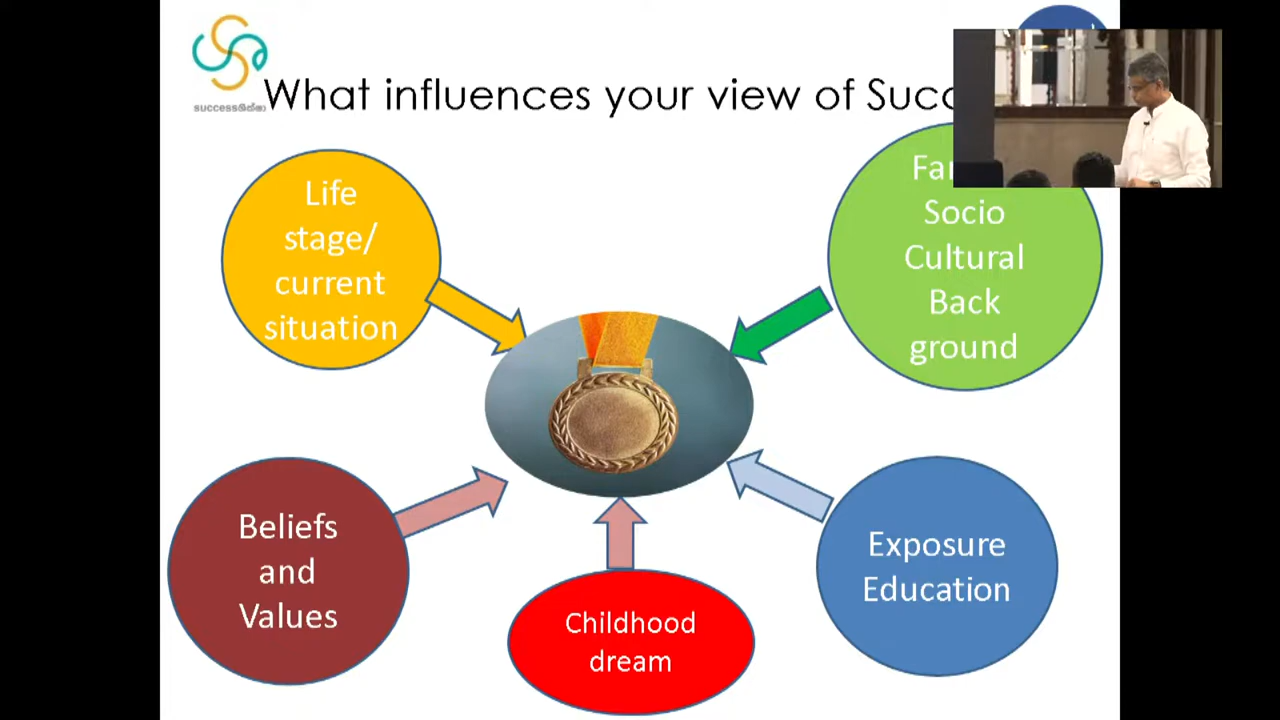 success
What influences your view of Succ
Life
stage/
current
situation
Socio
Cultural
Back
ground
Beliefs
and
Values
Childhood
dream
Exposure
Education